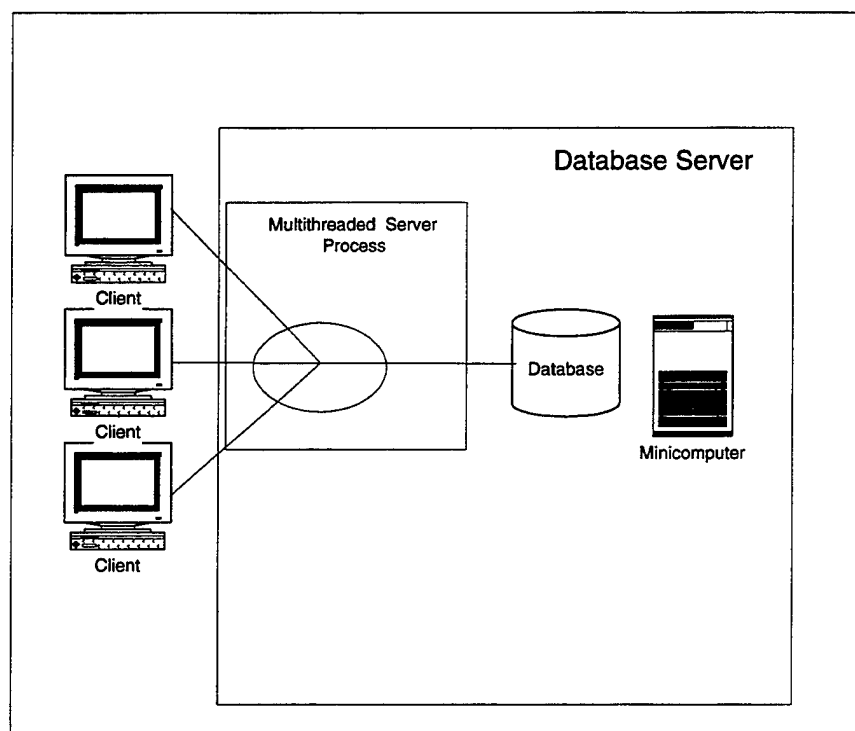 Database Server
Multithreaded Server
Process
Client
Client
Client
Database
Minicomputer